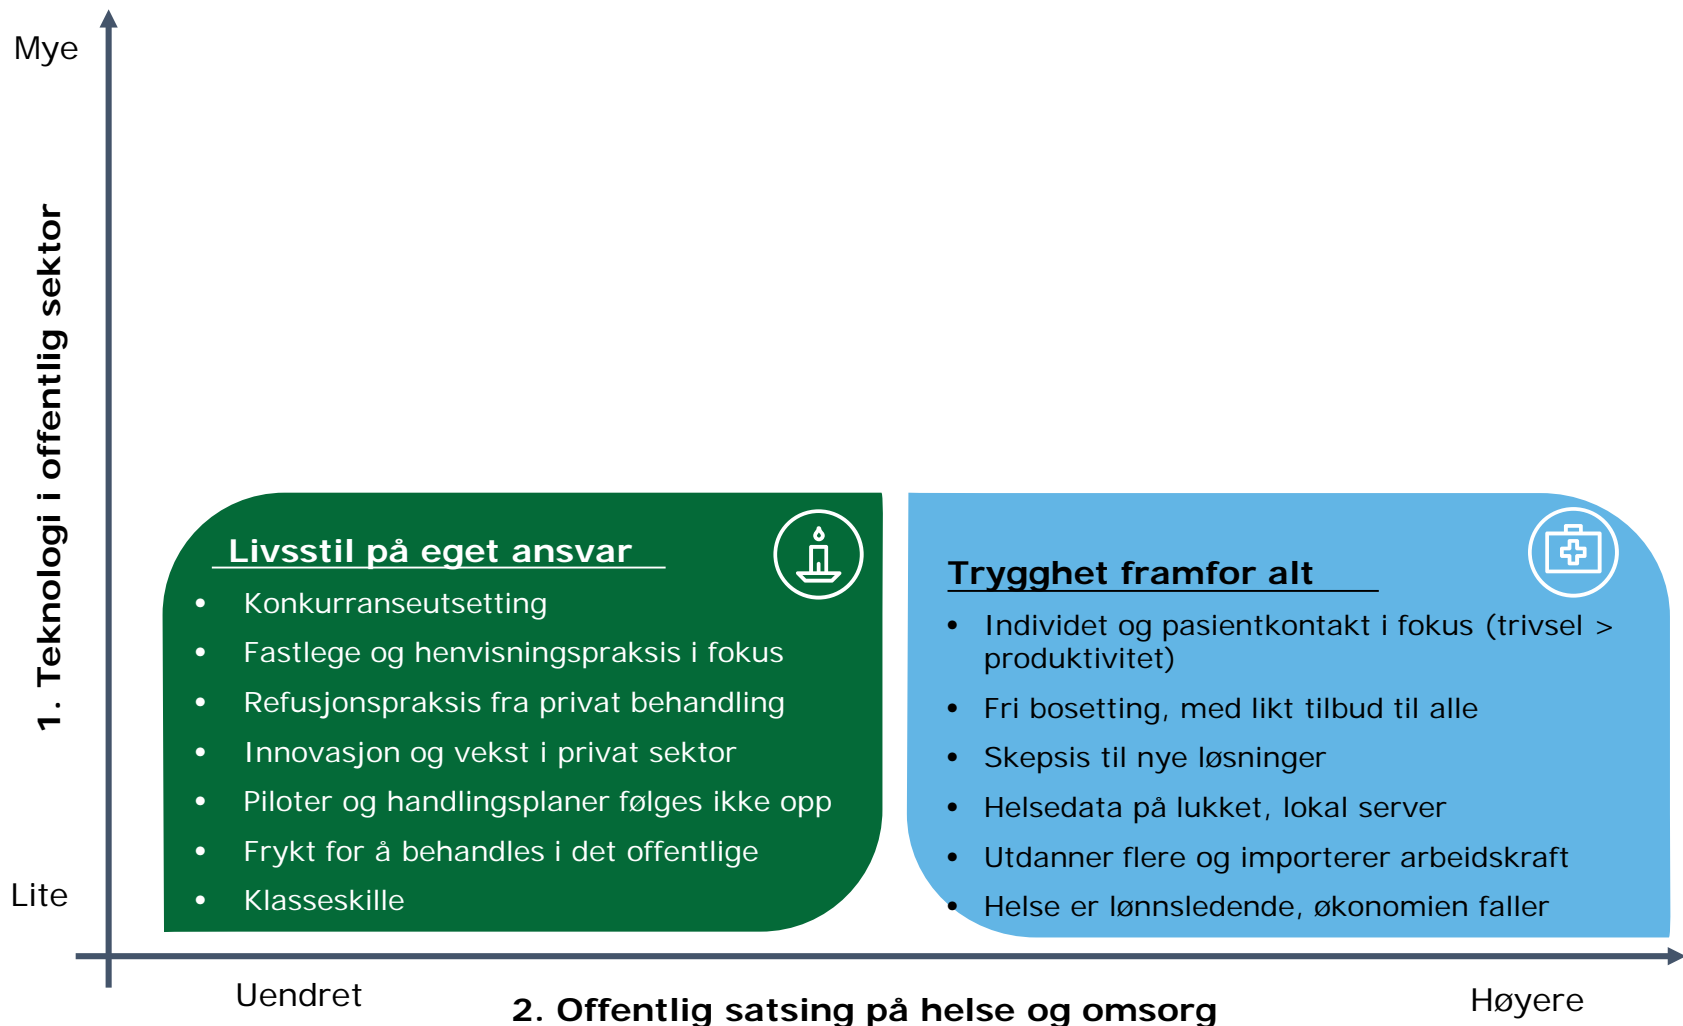 Mye
1. Teknologi i offentlig sektor
Lite
Livsstil på eget ansvar
• Konkurranseutsetting
• Fastlege og henvisningspraksis i fokus
• Refusjonspraksis fra privat behandling
• Innovasjon og vekst i privat sektor
• Piloter og handlingsplaner følges ikke opp
• Frykt for å behandles i det offentlige
• Klasseskille
Trygghet framfor alt
• Individet og pasientkontakt i fokus (trivsel >
produktivitet)
• Fri bosetting, med likt tilbud til alle
• Skepsis til nye løsninger
• Helsedata på lukket, lokal server
• Utdanner flere og importerer arbeidskraft
• Helse er lønnsledende, økonomien faller
Uendret
2. Offentlig satsing på helse og omsorg
Høyere